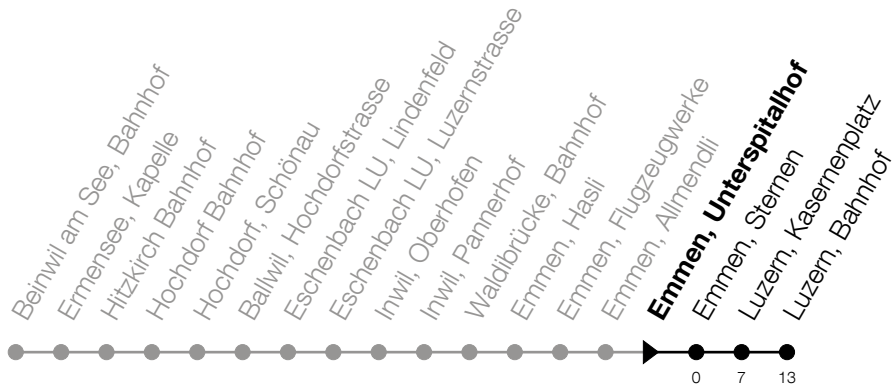 Beinwil am See, Bahnhof
Ermensee, Kapelle
Hitzkirch Bahnhof
Hochdorf Bahnhof
Hochdorf, Schönau
Ballwil, Hochdorfstrasse
Eschenbach LU, Lindenfeld
Eschenbach LU, Luzernstrasse
Inwil, Oberhofen
Inwil, Pannerhof
Waldibrücke, Bahnhof
Emmen, Hasli
Emmen, Flugzeugwerke
Emmen, Allmendli
Emmen, Unterspitalhof
Emmen, Sternen
Luzern, Kasernenplatz
Luzern, Bahnhof
0 7 13